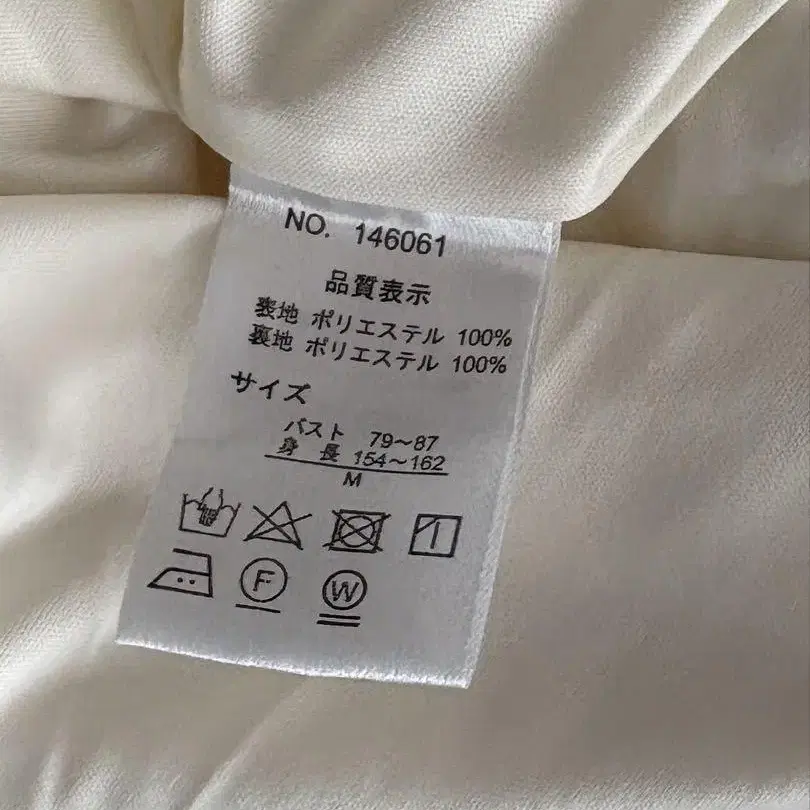 NO. 146061
品質表示
表地 ポリエステル 100%
裏地 ポリエステル 100%
サイズ
バスト 79～87
身 長 154～162
M
F
W